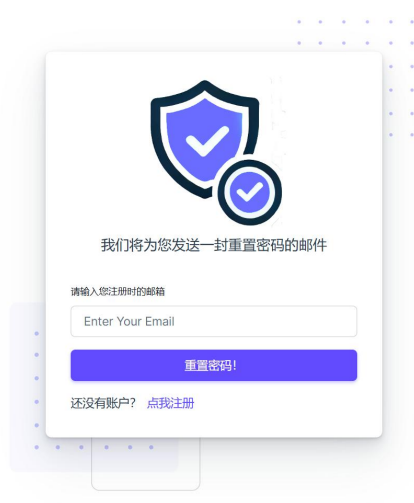 我们将为您发送一封重置密码的邮件
请输入您注册时的邮箱
Enter Your Email
重置密码!
还没有账户? 点我注册